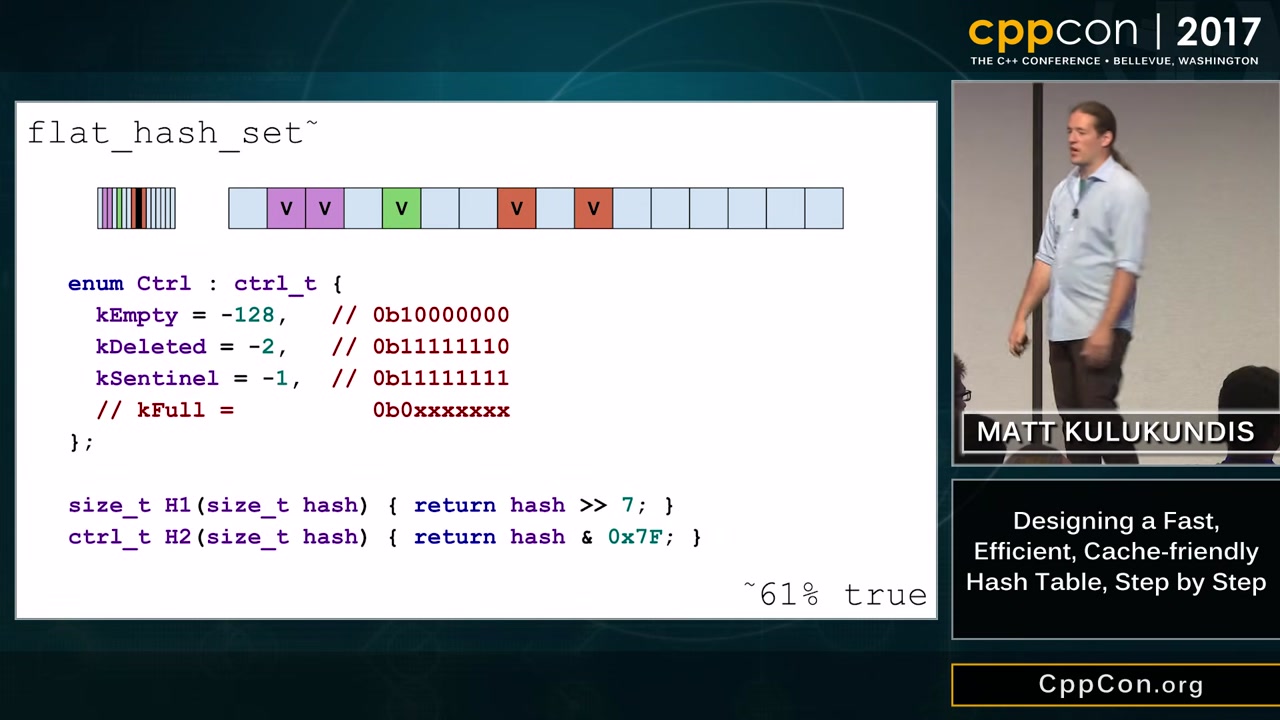 cppcon | 2017
THE C++ CONFERENCE • BELLEVUE, WASHINGTON
flat_hash_set~
v v v v v
enum Ctrl : ctrl_t {
kEmpty = -128, // 0b10000000
kDeleted = -2, // 0b11111110
kSentinel = -1, // 0b11111111
// kFull = 0b0xxxxxxx
};
size_t H1(size_t hash) { return hash >> 7; }
ctrl_t H2(size_t hash) { return hash & 0x7F; }
~61% true
MATT KULUKUNDIS
Designing a Fast,
Efficient, Cache-friendly
Hash Table, Step by Step
CppCon.org